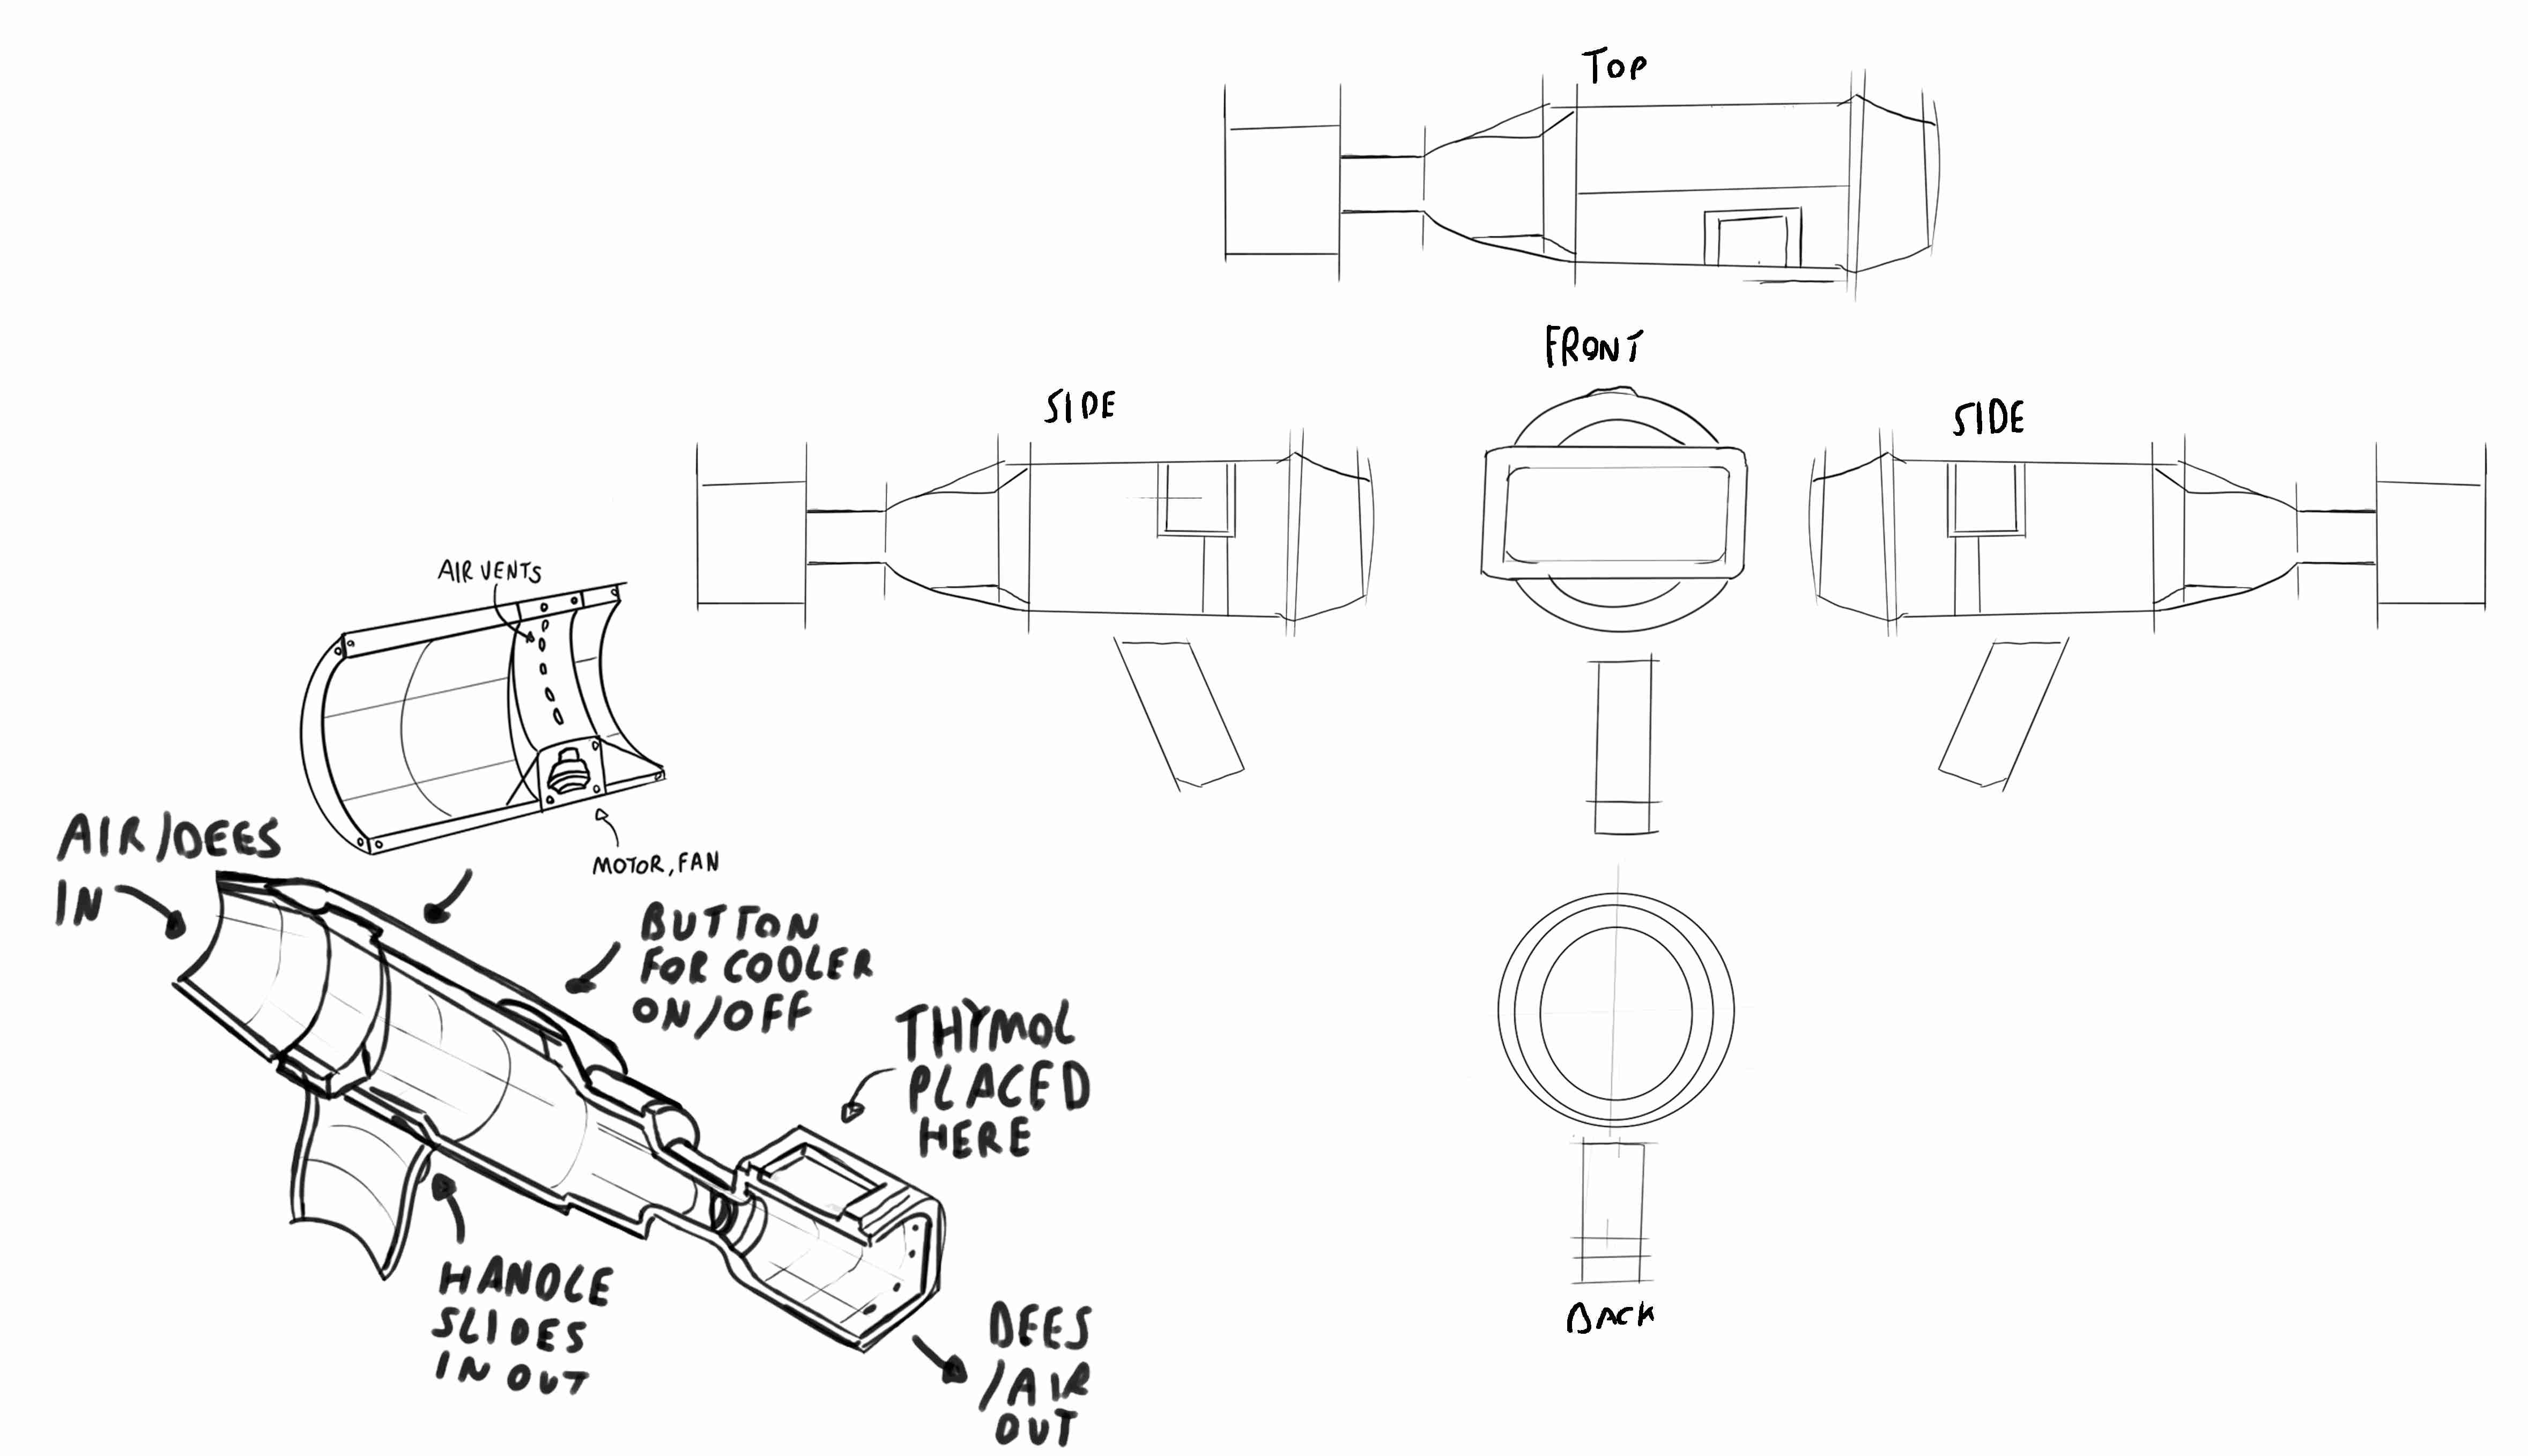 TOP
FRONT
SIDE
SIDE
AIR VENTS
MOTOR, FAN
AIR/BEES
IN
BUTTON
FOR COOLER
ON/OFF
THYMOL
PLACED
HERE
HANDLE
SLIDES
IN OUT
BEES
/AIR
OUT
BACK